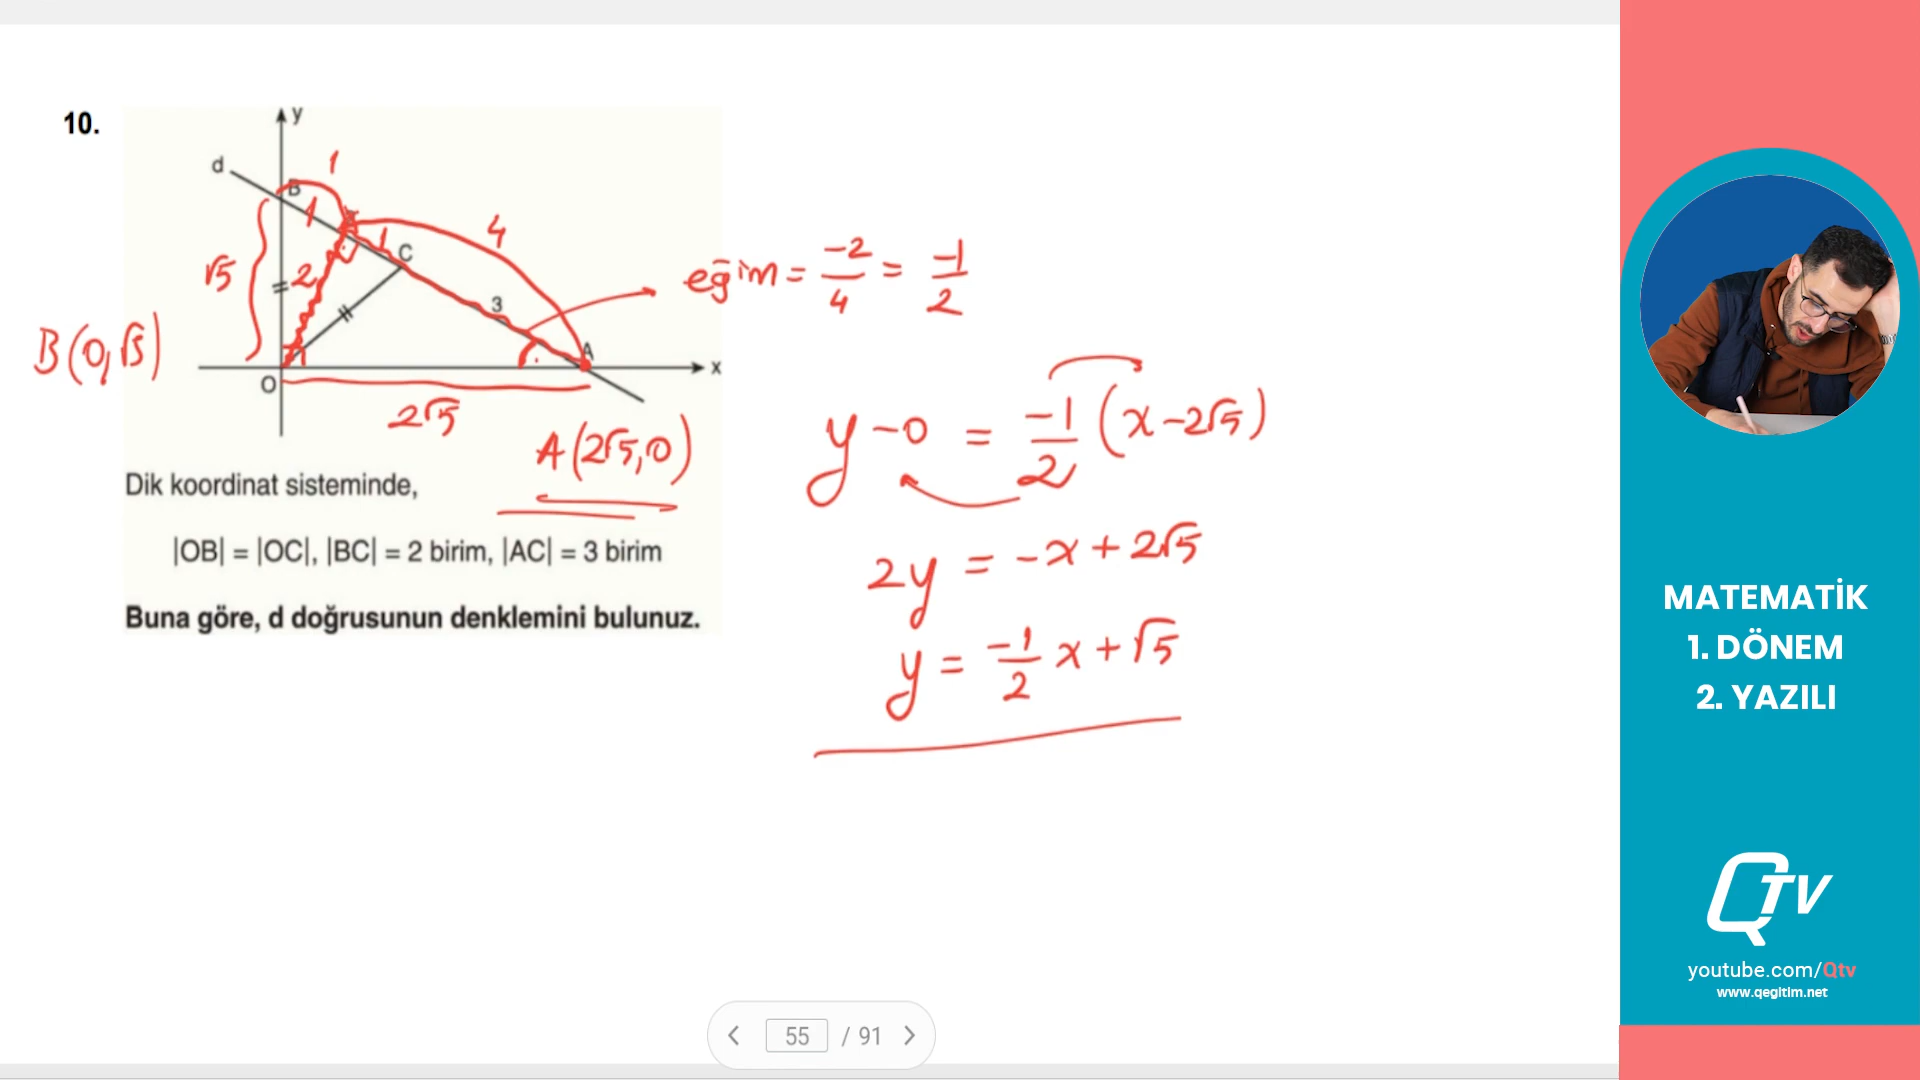 10.
y
d
B
1
1
4
1
C
√5
2
3
B(0,√5)
A
x
O
2√5
A(2√5,0)
eğim = -2/4 = -1/2
y-0 = -1/2 (x-2√5)
2y = -x+2√5
y = -1/2 x+√5
Dik koordinat sisteminde,
|OB| = |OC|, |BC| = 2 birim, |AC| = 3 birim
Buna göre, d doğrusunun denklemini bulunuz.
MATEMATİK
1. DÖNEM
2. YAZILI
QTV
youtube.com/Qtv
www.qegitim.net
55 / 91